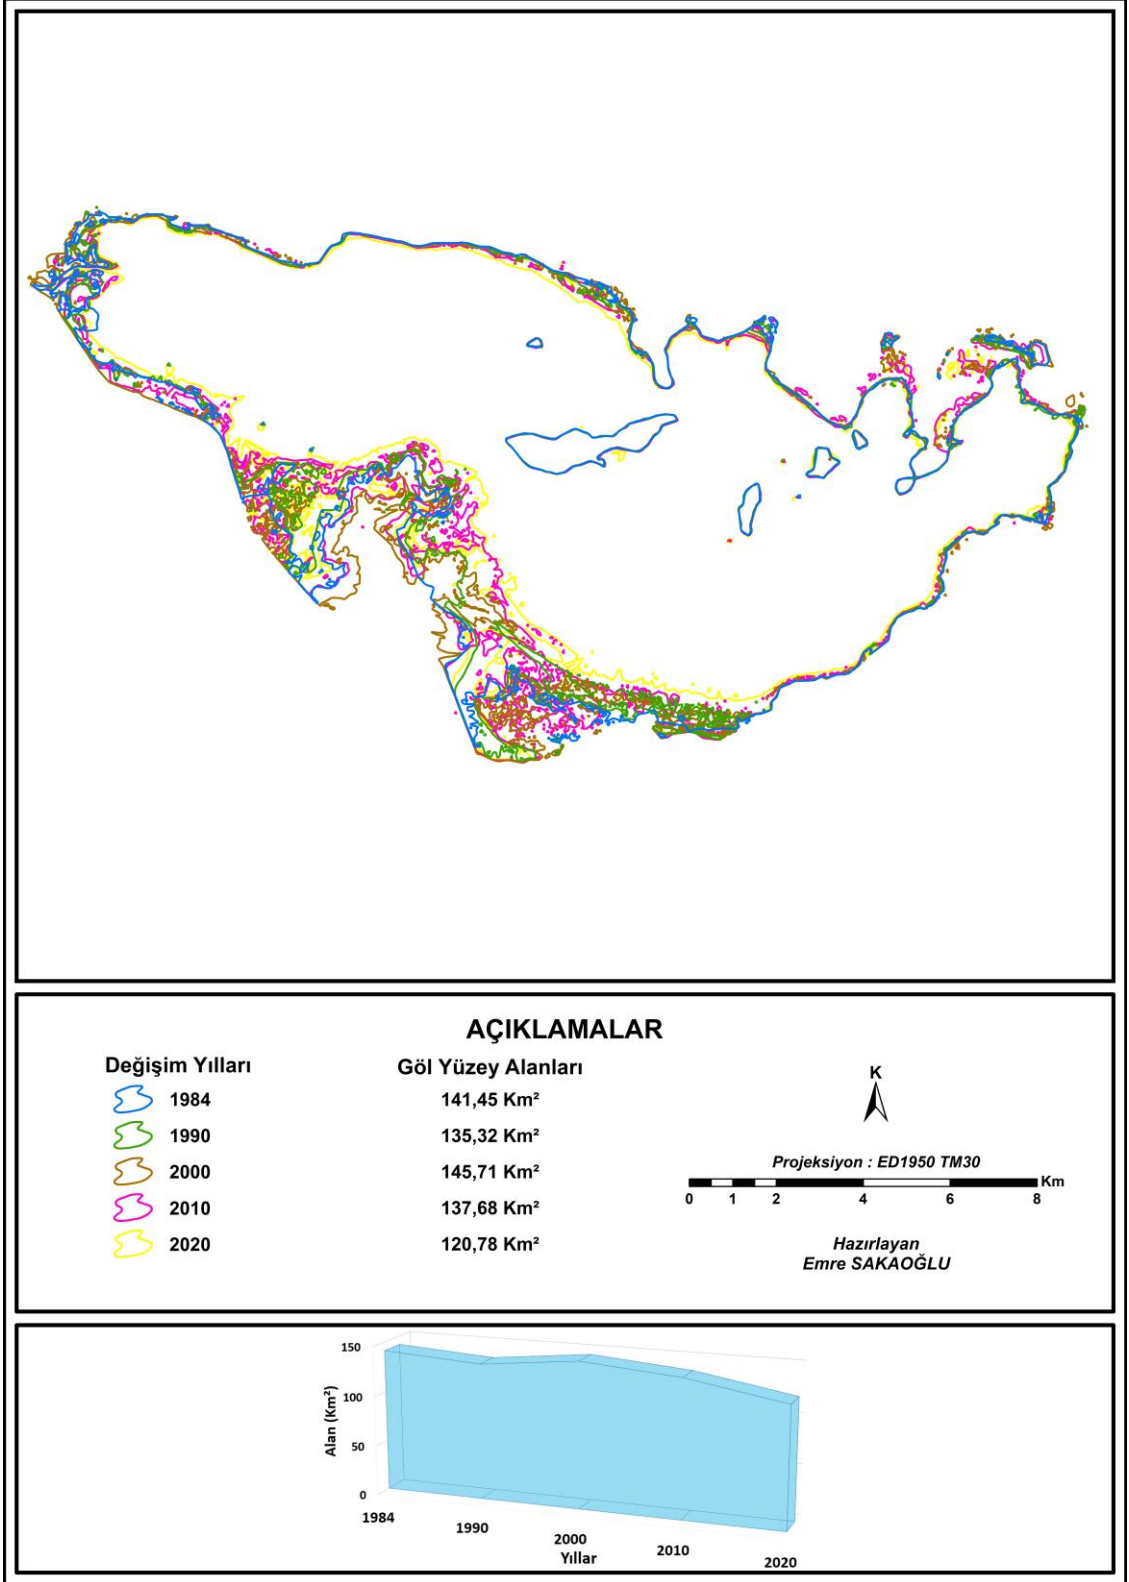 AÇIKLAMALAR
Değişim Yılları
Göl Yüzey Alanları
1984
141,45 Km²
1990
135,32 Km²
2000
145,71 Km²
2010
137,68 Km²
2020
120,78 Km²
K
Projeksiyon : ED1950 TM30
Km
0 1 2 4 6 8
Hazırlayan
Emre SAKAOĞLU
150
100
50
0
Alan (Km²)
1984
1990
2000
2010
2020
Yıllar